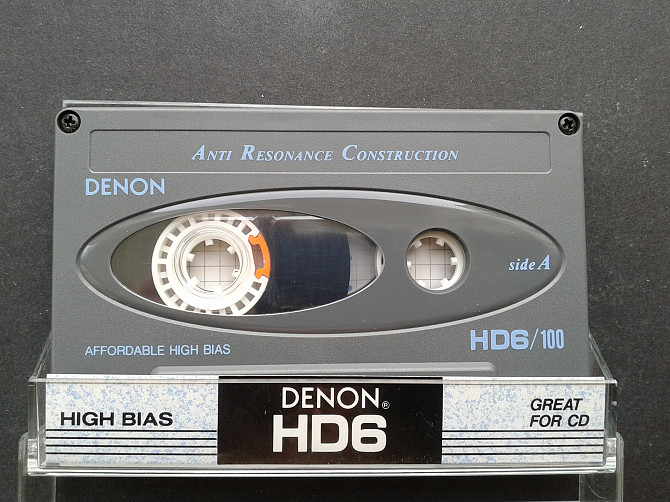 ANTI RESONANCE CONSTRUCTION
DENON
side A
AFFORDABLE HIGH BIAS
HD6/100
HIGH BIAS
DENON®
HD6
GREAT
FOR CD